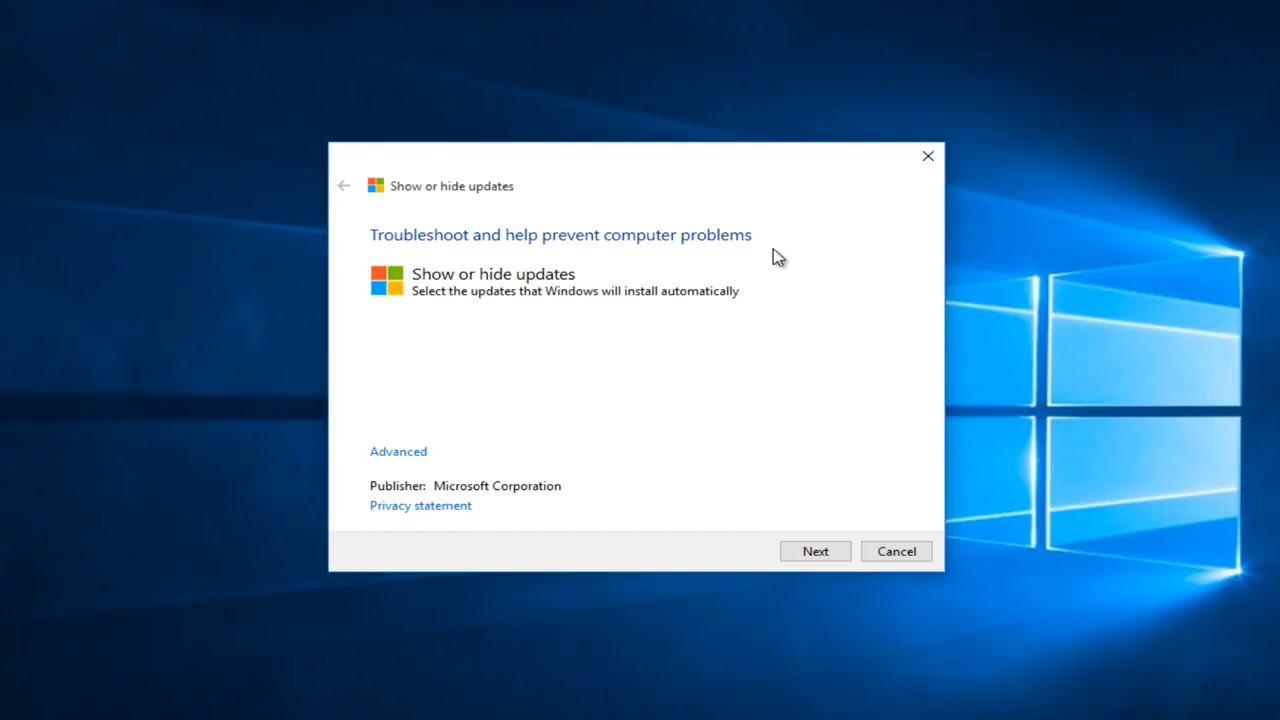 Show or hide updates
Troubleshoot and help prevent computer problems
Show or hide updates
Select the updates that Windows will install automatically
Advanced
Publisher: Microsoft Corporation
Privacy statement
Next Cancel